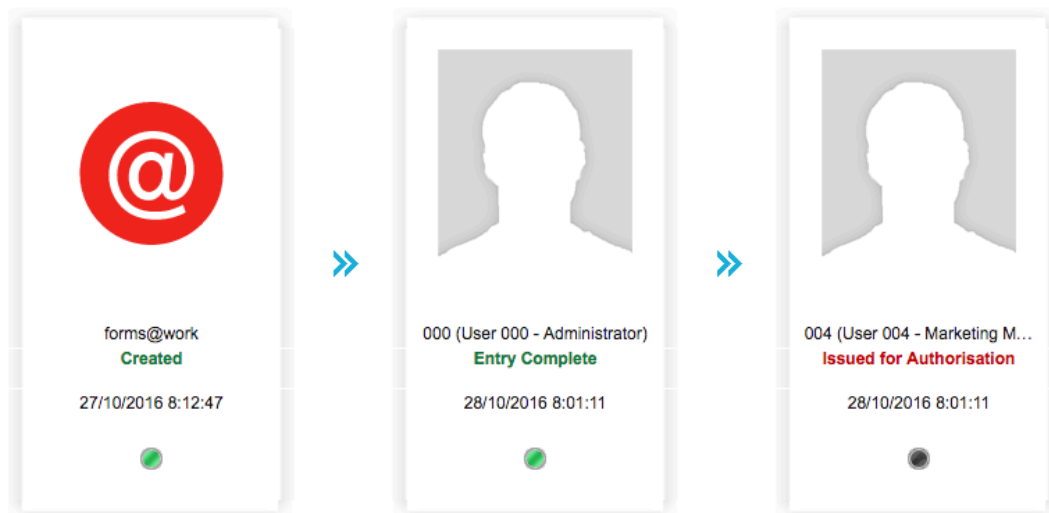 @
forms@work
Created
27/10/2016 8:12:47
000 (User 000 - Administrator)
Entry Complete
28/10/2016 8:01:11
004 (User 004 - Marketing M...
Issued for Authorisation
28/10/2016 8:01:11